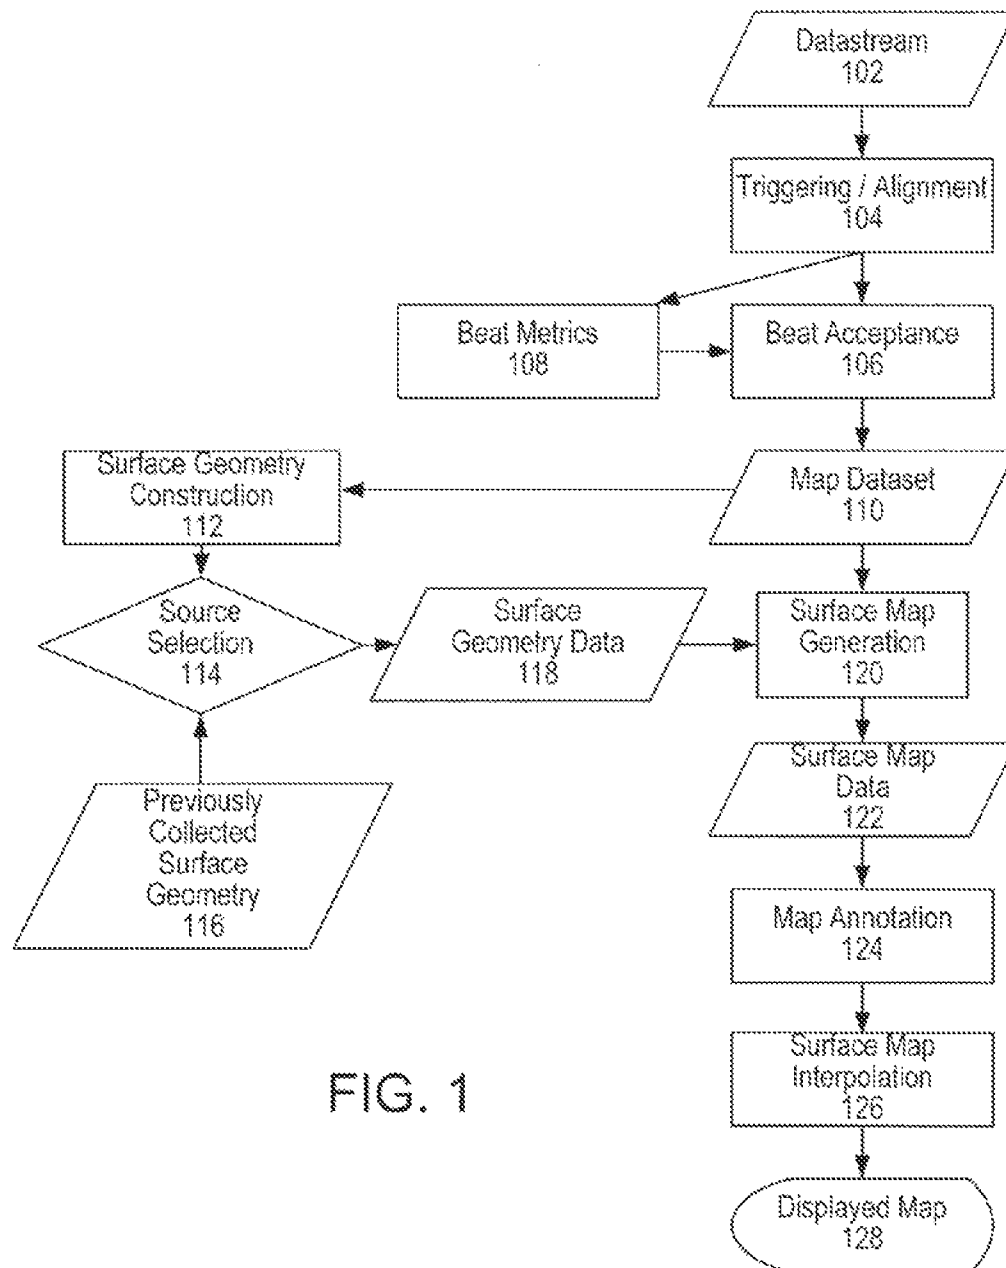 Datastream
102
Triggering / Alignment
104
Beat Metrics
108
Beat Acceptance
106
Surface Geometry
Construction
112
Map Dataset
110
Source
Selection
114
Surface
Geometry Data
118
Surface Map
Generation
120
Previously
Collected
Surface
Geometry
116
Surface Map
Data
122
Map Annotation
124
Surface Map
Interpolation
126
Displayed Map
128
FIG. 1